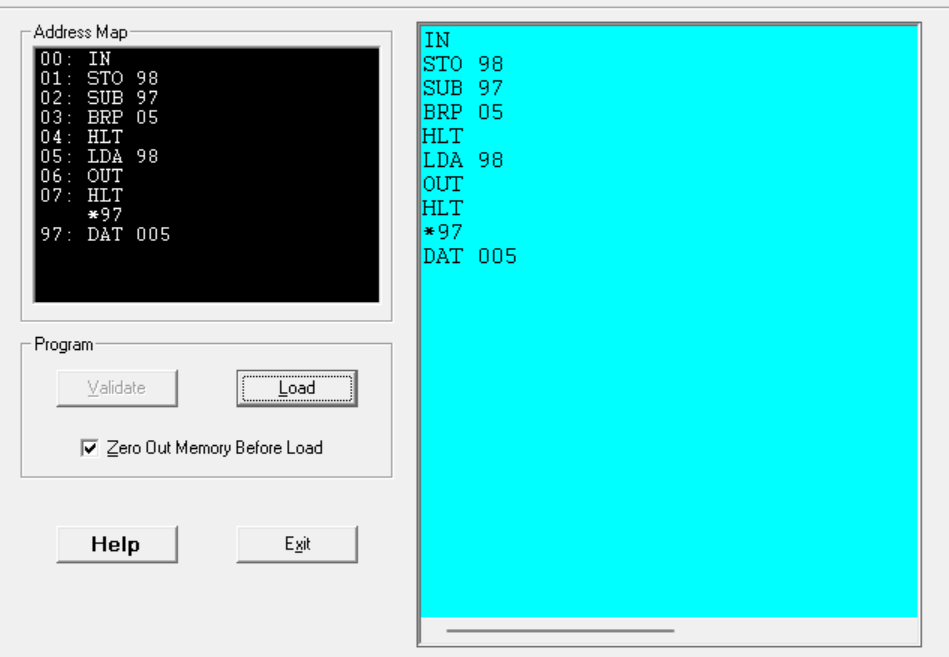 Address Map
00: IN
01: STO 98
02: SUB 97
03: BRP 05
04: HLT
05: LDA 98
06: OUT
07: HLT
*97
97: DAT 005
Program
Validate
Load
Zero Out Memory Before Load
Help
Exit
IN
STO 98
SUB 97
BRP 05
HLT
LDA 98
OUT
HLT
*97
DAT 005